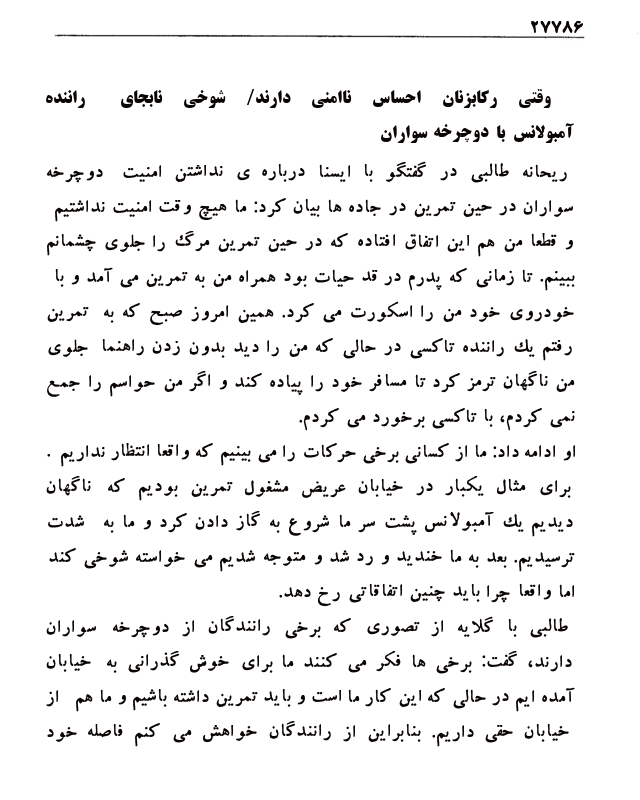 ۲۷۷۸۶
وقتی رکابزنان احساس ناامنی دارند/ شوخی نابجای راننده
آمبولانس با دوچرخه سواران
ریحانه طالبی در گفتگو با ایسنا درباره ی نداشتن امنیت دوچرخه
سواران در حین تمرین در جاده ها بیان کرد: ما هیچ وقت امنیت نداشتیم
و قطعا من هم این اتفاق افتاده که در حین تمرین مرگ را جلوی چشمانم
ببینم. تا زمانی که پدرم در قد حیات بود همراه من به تمرین می آمد و با
خودروی خود من را اسکورت می کرد. همین امروز صبح که به تمرین
رفتم یك راننده تاکسی در حالی که من را دید بدون زدن راهنما جلوی
من ناگهان ترمز کرد تا مسافر خود را پیاده کند و اگر من حواسم را جمع
نمی کردم، با تاکسی برخورد می کردم.
او ادامه داد: ما از کسانی برخی حرکات را می بینیم که واقعا انتظار نداریم .
برای مثال یکبار در خیابان عریض مشغول تمرین بودیم که ناگهان
دیدیم یك آمبولانس پشت سر ما شروع به گاز دادن کرد و ما به شدت
ترسیدیم. بعد به ما خندید و رد شد و متوجه شدیم می خواسته شوخی کند
اما واقعا چرا باید چنین اتفاقاتی رخ دهد.
طالبی با گلایه از تصوری که برخی رانندگان از دوچرخه سواران
دارند، گفت: برخی ها فکر می کنند ما برای خوش گذرانی به خیابان
آمده ایم در حالی که این کار ما است و باید تمرین داشته باشیم و ما هم از
خیابان حقی داریم. بنابراین از رانندگان خواهش می کنم فاصله خود